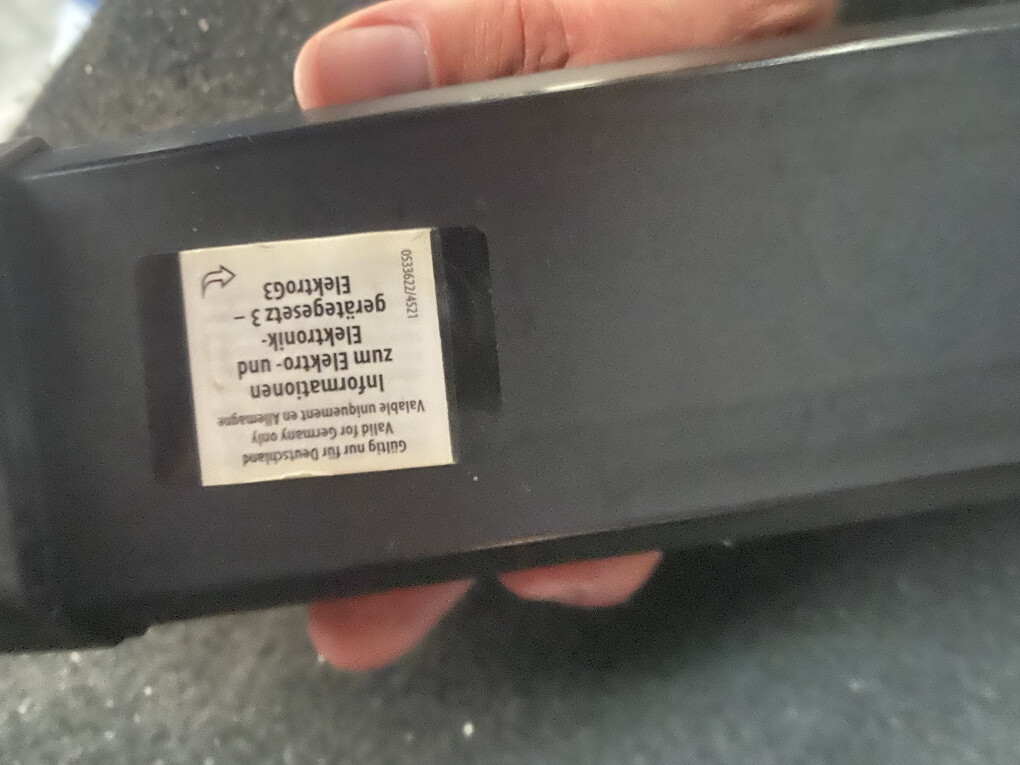 Gültig nur für Deutschland
Valid for Germany only
Valable uniquement en Allemagne
Informationen
zum Elektro- und
Elektronik-
gerätegesetz 3 –
ElektroG3
0533622/4521